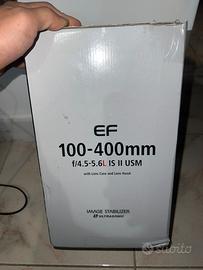 EF
100-400mm
f/4.5-5.6L IS II USM
with Lens Case and Lens Hood
IMAGE STABILIZER
ULTRASONIC
subito